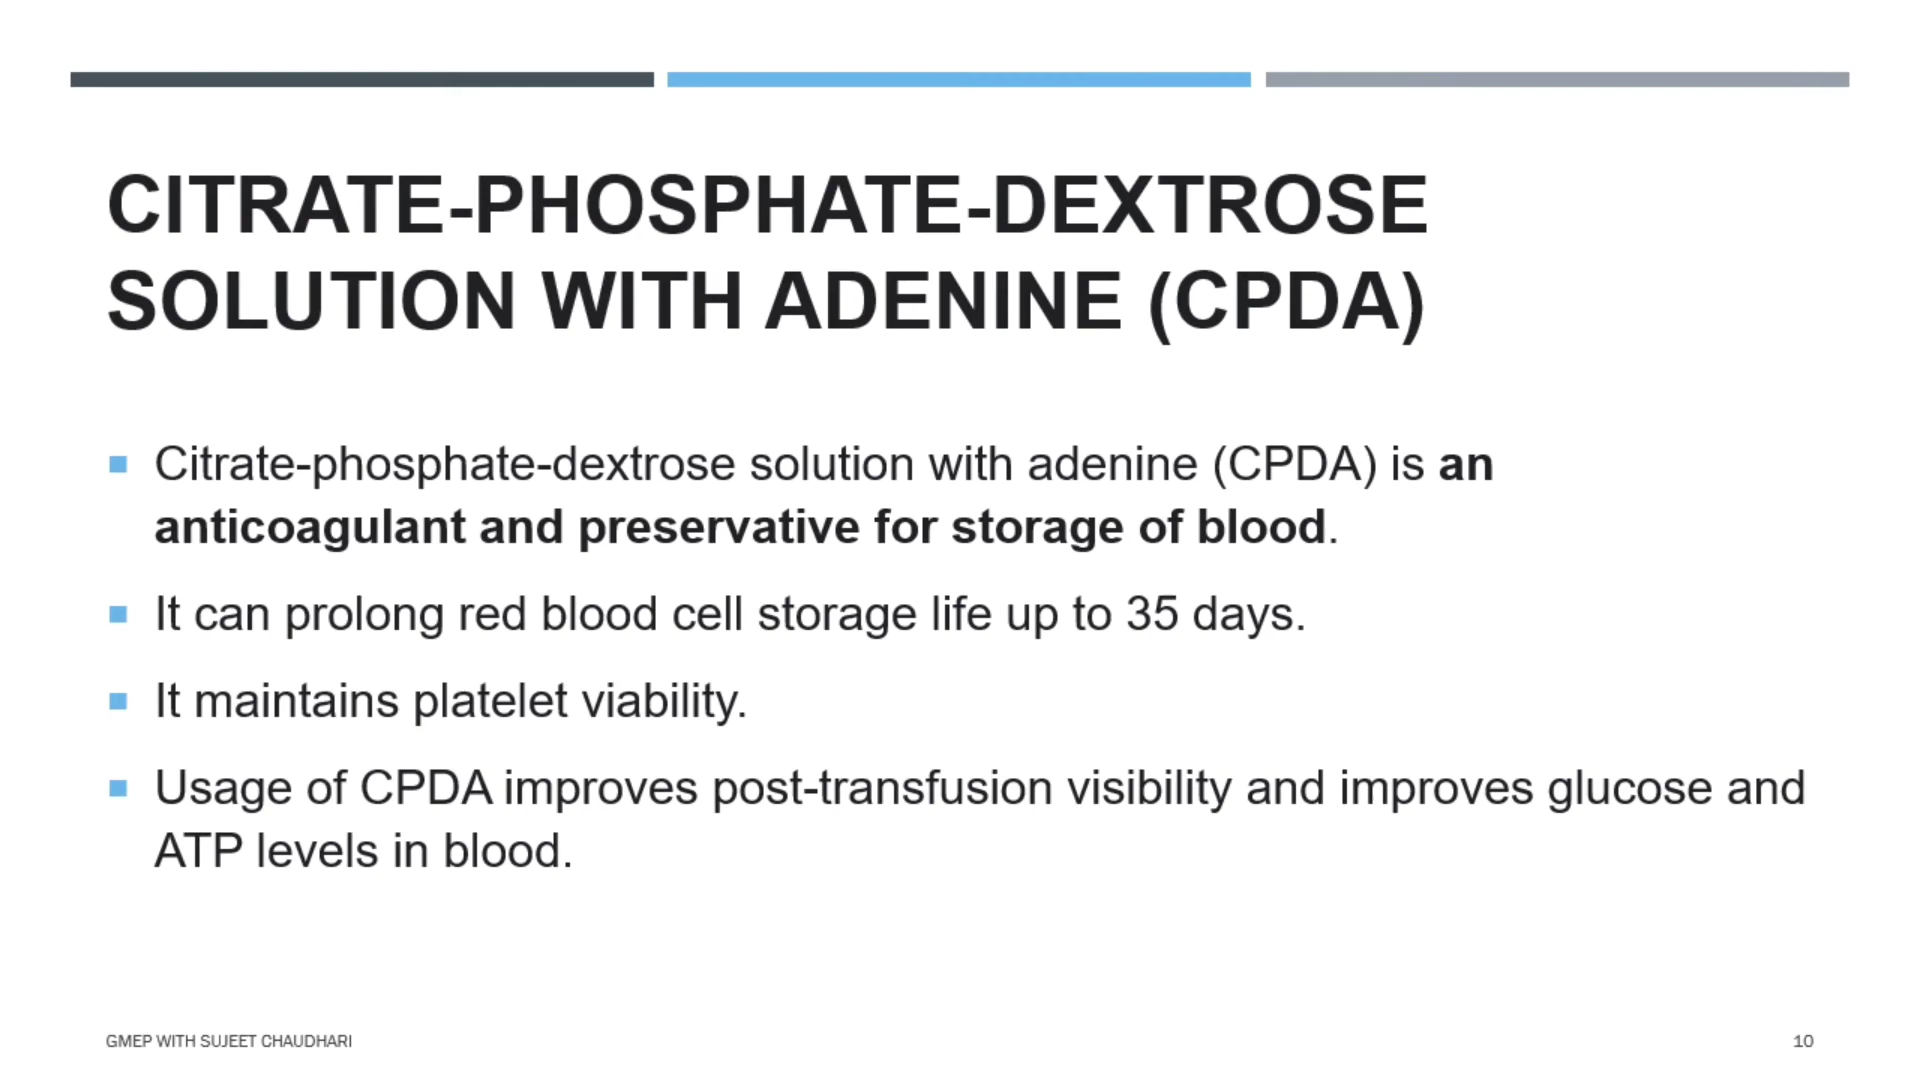 CITRATE-PHOSPHATE-DEXTROSE
SOLUTION WITH ADENINE (CPDA)
Citrate-phosphate-dextrose solution with adenine (CPDA) is an
anticoagulant and preservative for storage of blood.
It can prolong red blood cell storage life up to 35 days.
It maintains platelet viability.
Usage of CPDA improves post-transfusion visibility and improves glucose and
ATP levels in blood.
GMEP WITH SUJEET CHAUDHARI
10